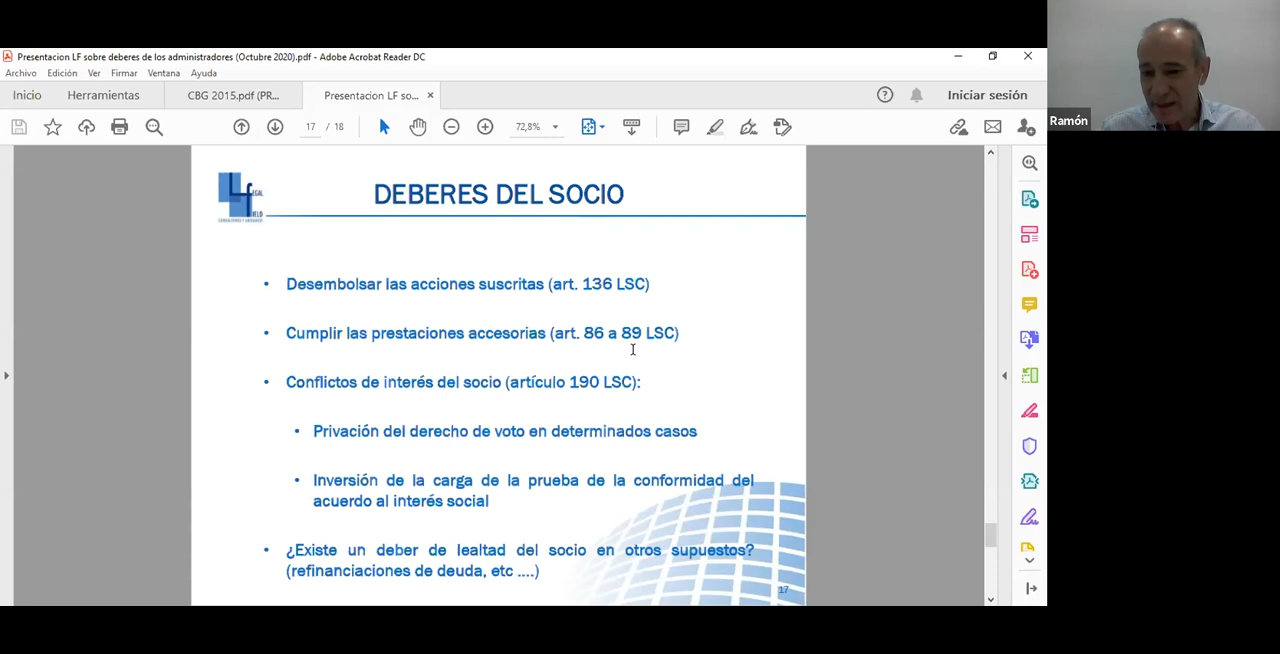 Presentacion LF sobre deberes de los administradores (Octubre 2020).pdf - Adobe Acrobat Reader DC
Archivo Edición Ver Firmar Ventana Ayuda
Inicio Herramientas CBG 2015.pdf (PR... Presentacion LF so... × Iniciar sesión
17 / 18 72,8%
Ramón
LF LEGAL FIELD
DEBERES DEL SOCIO
• Desembolsar las acciones suscritas (art. 136 LSC)
• Cumplir las prestaciones accesorias (art. 86 a 89 LSC)
• Conflictos de interés del socio (artículo 190 LSC):
• Privación del derecho de voto en determinados casos
• Inversión de la carga de la prueba de la conformidad del
acuerdo al interés social
• ¿Existe un deber de lealtad del socio en otros supuestos?
(refinanciaciones de deuda, etc ....)
17